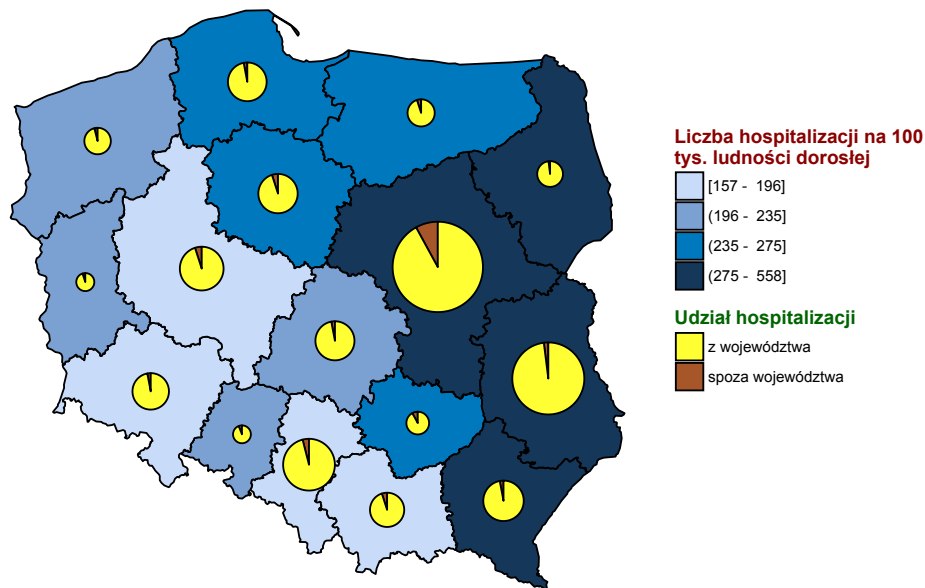 Liczba hospitalizacji na 100
tys. ludności dorosłej
[157 - 196]
(196 - 235]
(235 - 275]
(275 - 558]
Udział hospitalizacji
z województwa
spoza województwa